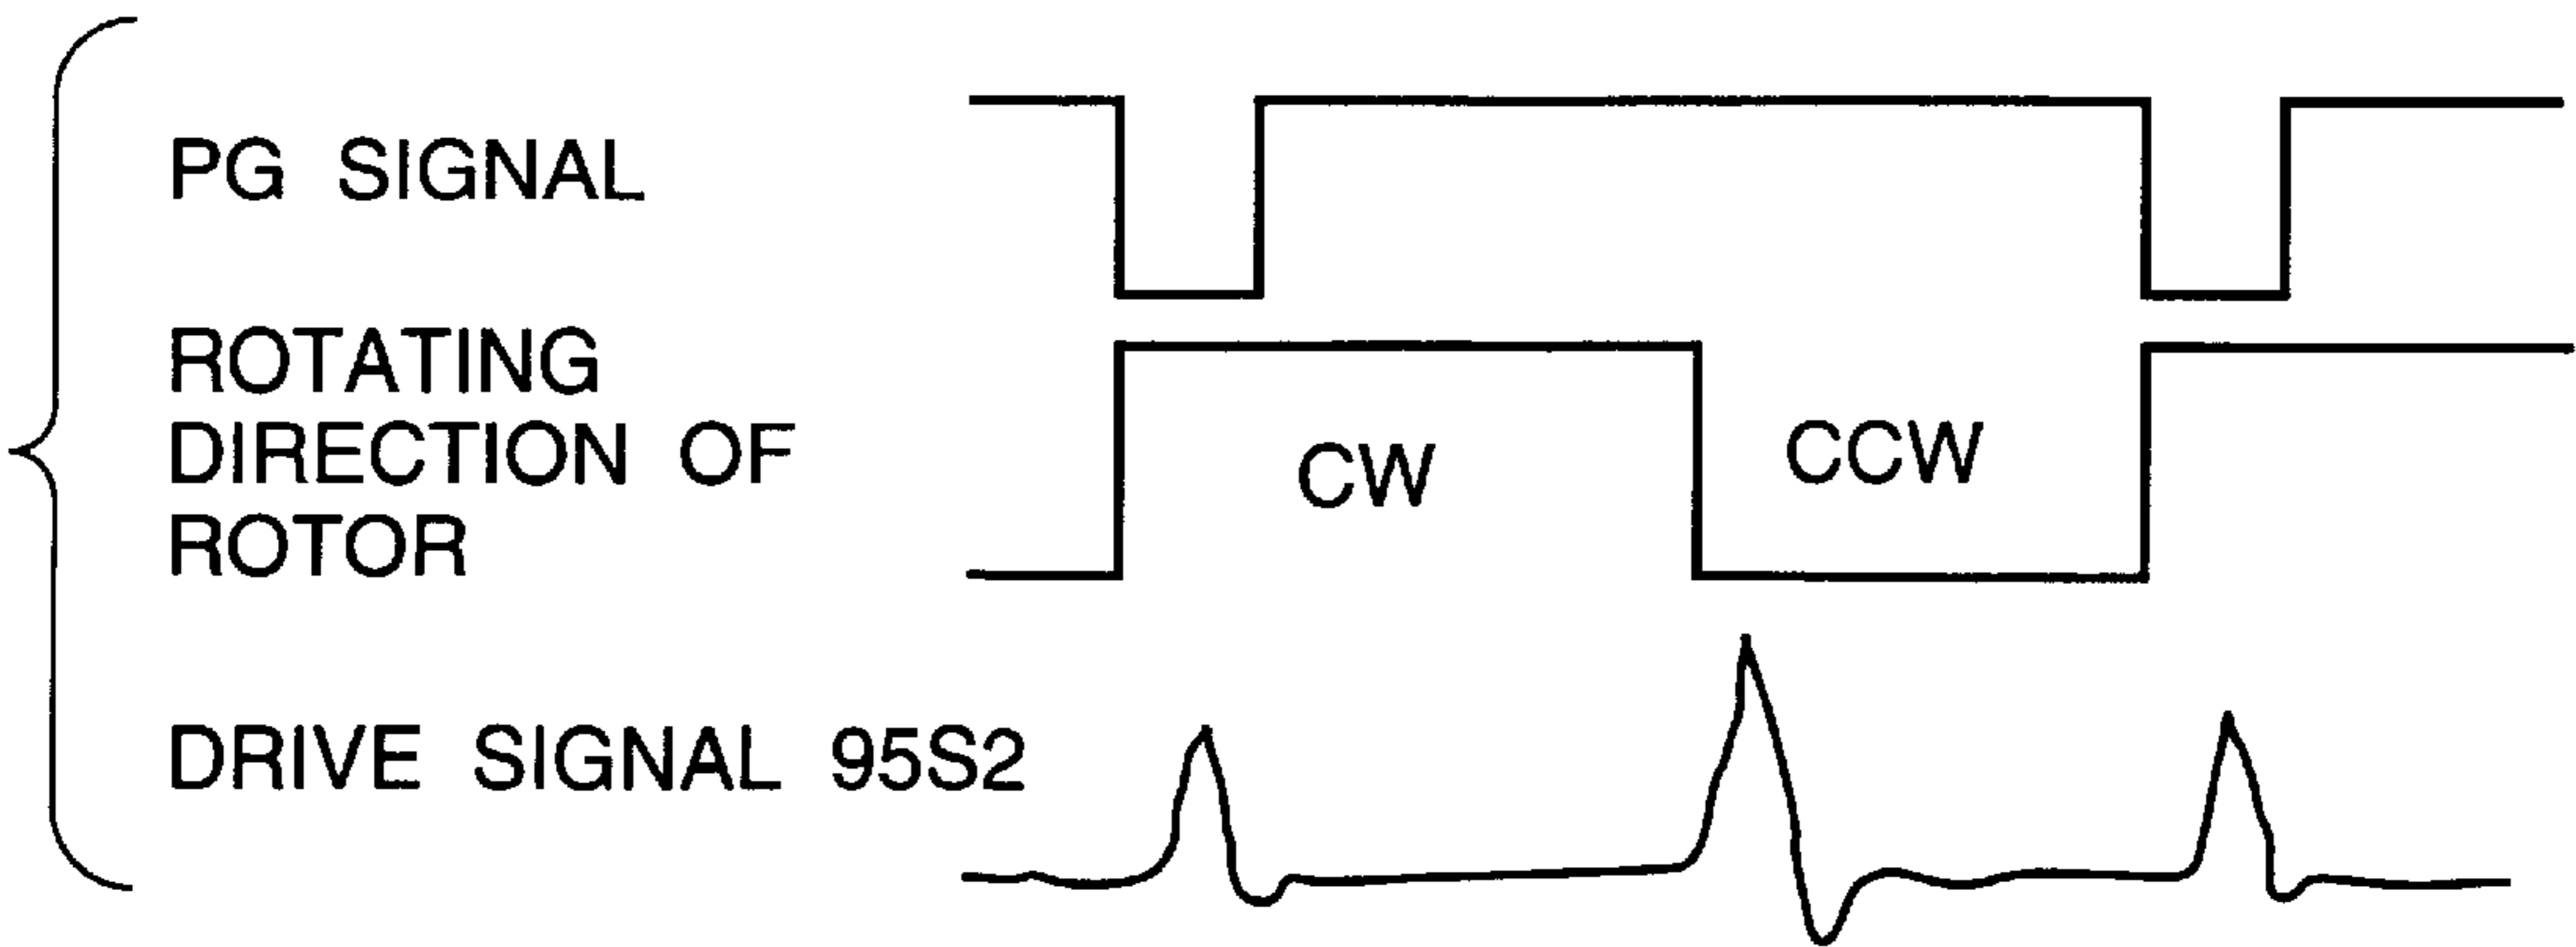 PG SIGNAL
ROTATING
DIRECTION OF
ROTOR
CW
CCW
DRIVE SIGNAL 95S2